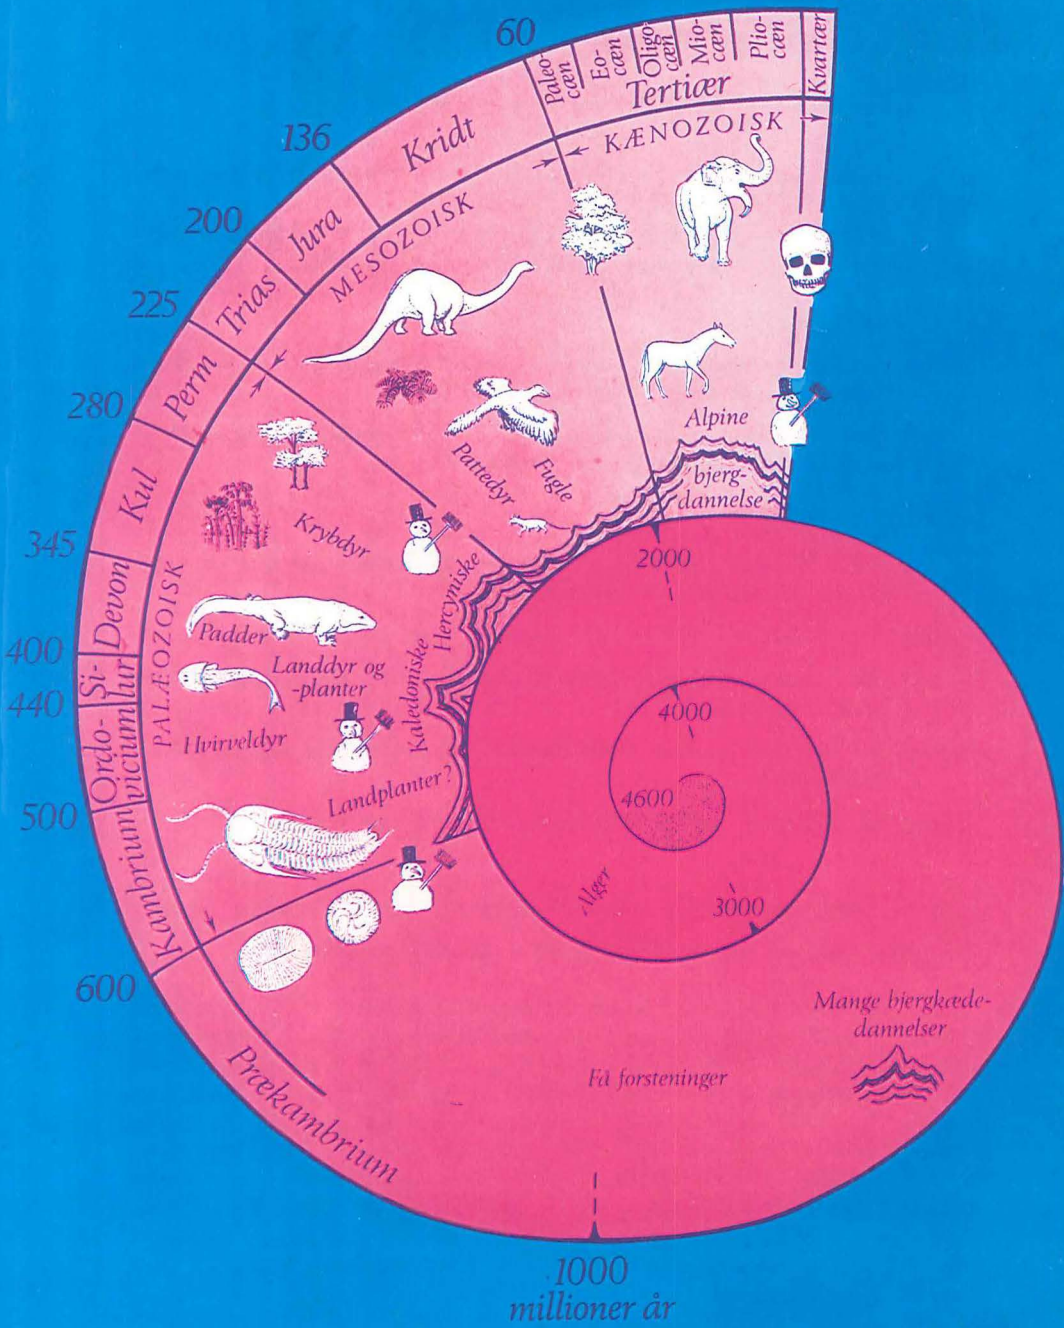 60
Paleo-
cæn
Eo-
cæn
Oligo-
cæn
Mio-
cæn
Plio-
cæn
Kvartær
Tertiær
KÆNOZOISK
136
Kridt
MESOZOISK
200
Jura
225
Trias
280
Perm
345
Kul
400
Devon
440
Si-
lur
500
Ordo-
vicium
600
Kambrium
PALÆOZOISK
Prækambrium
Alpine
bjerg-
dannelse
Fugle
Pattedyr
Krybdyr
Hercyniske
Padder
Landdyr og
-planter
Kaledoniske
Hvirveldyr
Landplanter?
2000
4000
4600
3000
Alger
Mange bjergkæde-
dannelser
Få forsteninger
1000
millioner år